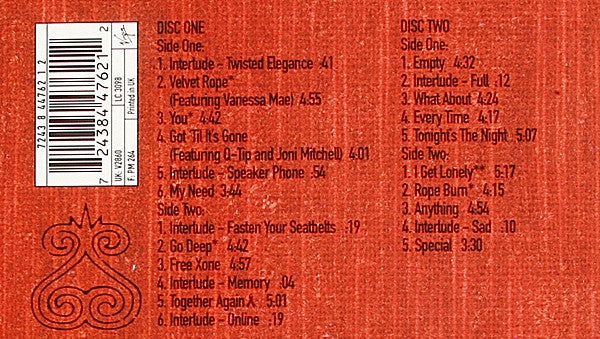 7243 8 44762 1 2
7 24384 47621 2
Virgin
LC 3098
Printed in UK
UK: V2860
F: PM 264
DISC ONE
Side One:
1. Interlude – Twisted Elegance :41
2. Velvet Rope*
(Featuring Vanessa Mae) 4:55
3. You* 4:42
4. Got 'Til It's Gone
(Featuring Q-Tip and Joni Mitchell) 4:01
5. Interlude – Speaker Phone :54
6. My Need 3:44
Side Two:
1. Interlude – Fasten Your Seatbelts :19
2. Go Deep* 4:42
3. Free Xone 4:57
4. Interlude – Memory :04
5. Together Again 5:01
6. Interlude – Online :19
DISC TWO
Side One:
1. Empty 4:32
2. Interlude – Full :12
3. What About 4:24
4. Every Time 4:17
5. Tonight's The Night 5:07
Side Two:
1. I Get Lonely** 5:17
2. Rope Burn* 4:15
3. Anything 4:54
4. Interlude – Sad :10
5. Special 3:30